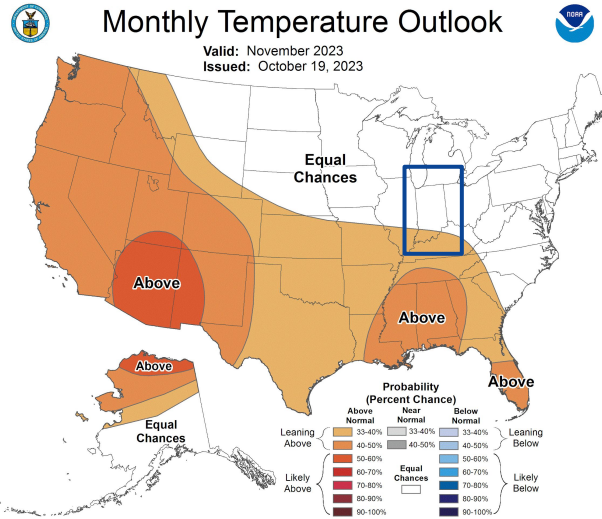 Monthly Temperature Outlook
NOAA
Valid: November 2023
Issued: October 19, 2023
Equal
Chances
Above
Above
Above
Above
Equal
Chances
Probability
(Percent Chance)
Above
Normal
Near
Normal
Below
Normal
Leaning
Above
33-40%
40-50%
33-40%
40-50%
33-40%
40-50%
Leaning
Below
Likely
Above
50-60%
60-70%
70-80%
80-90%
90-100%
Equal
Chances
50-60%
60-70%
70-80%
80-90%
90-100%
Likely
Below